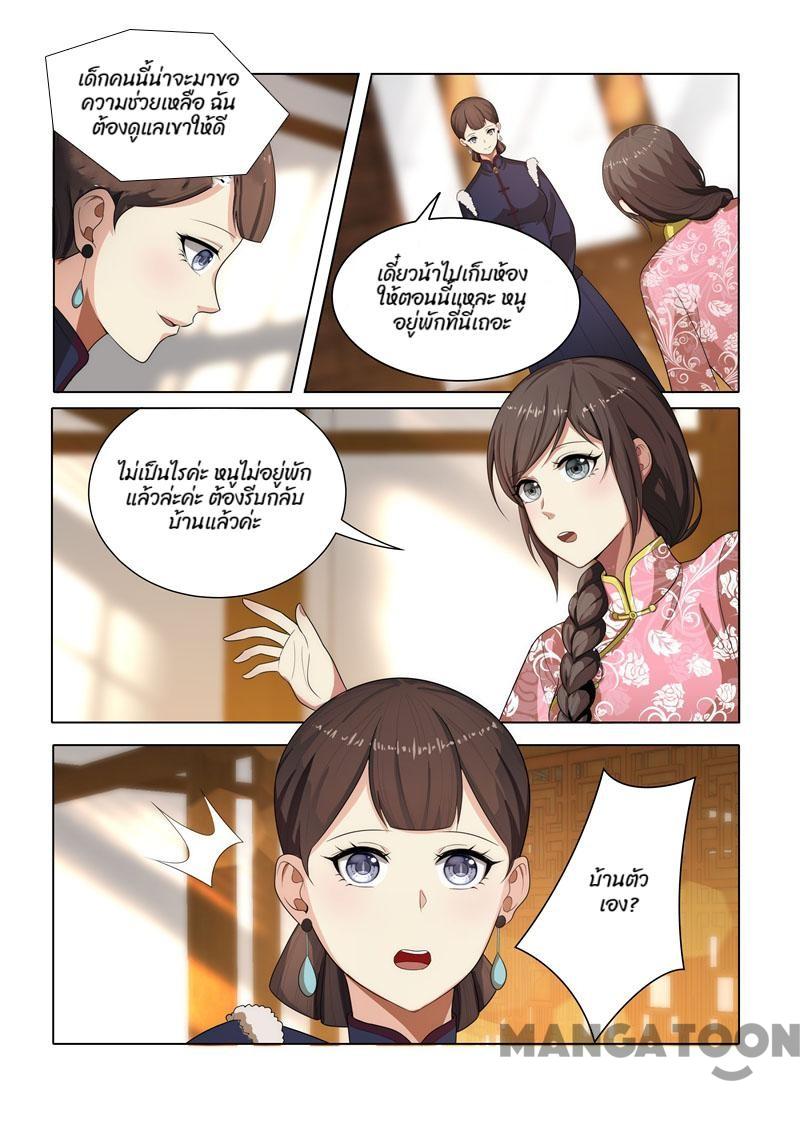 เด็กคนนี้น่าจะมาขอ
ความช่วยเหลือ ฉัน
ต้องดูแลเขาให้ดี
เดี๋ยวน้าไปเก็บห้อง
ให้ตอนนี้แหละ หนู
อยู่พักที่นี่เถอะ
ไม่เป็นไรค่ะ หนูไม่อยู่พัก
แล้วล่ะค่ะ ต้องรีบกลับ
บ้านแล้วค่ะ
บ้านตัว
เอง?
MANGATOON